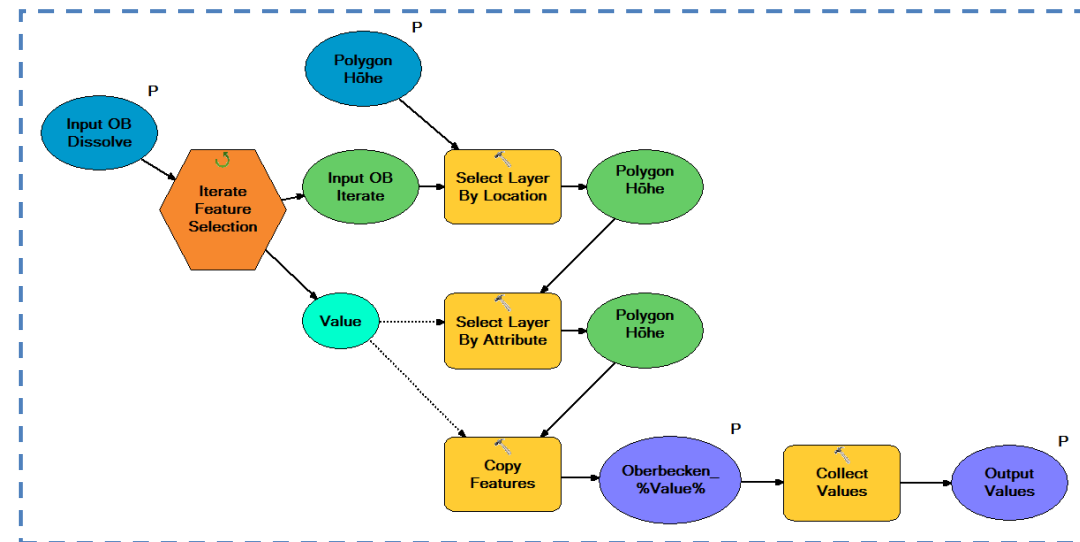 P
Polygon
Höhe
P
Input OB
Dissolve
Iterate
Feature
Selection
Input OB
Iterate
Select Layer
By Location
Polygon
Höhe
Value
Select Layer
By Attribute
Polygon
Höhe
Copy
Features
P
Oberbecken_
%Value%
Collect
Values
P
Output
Values